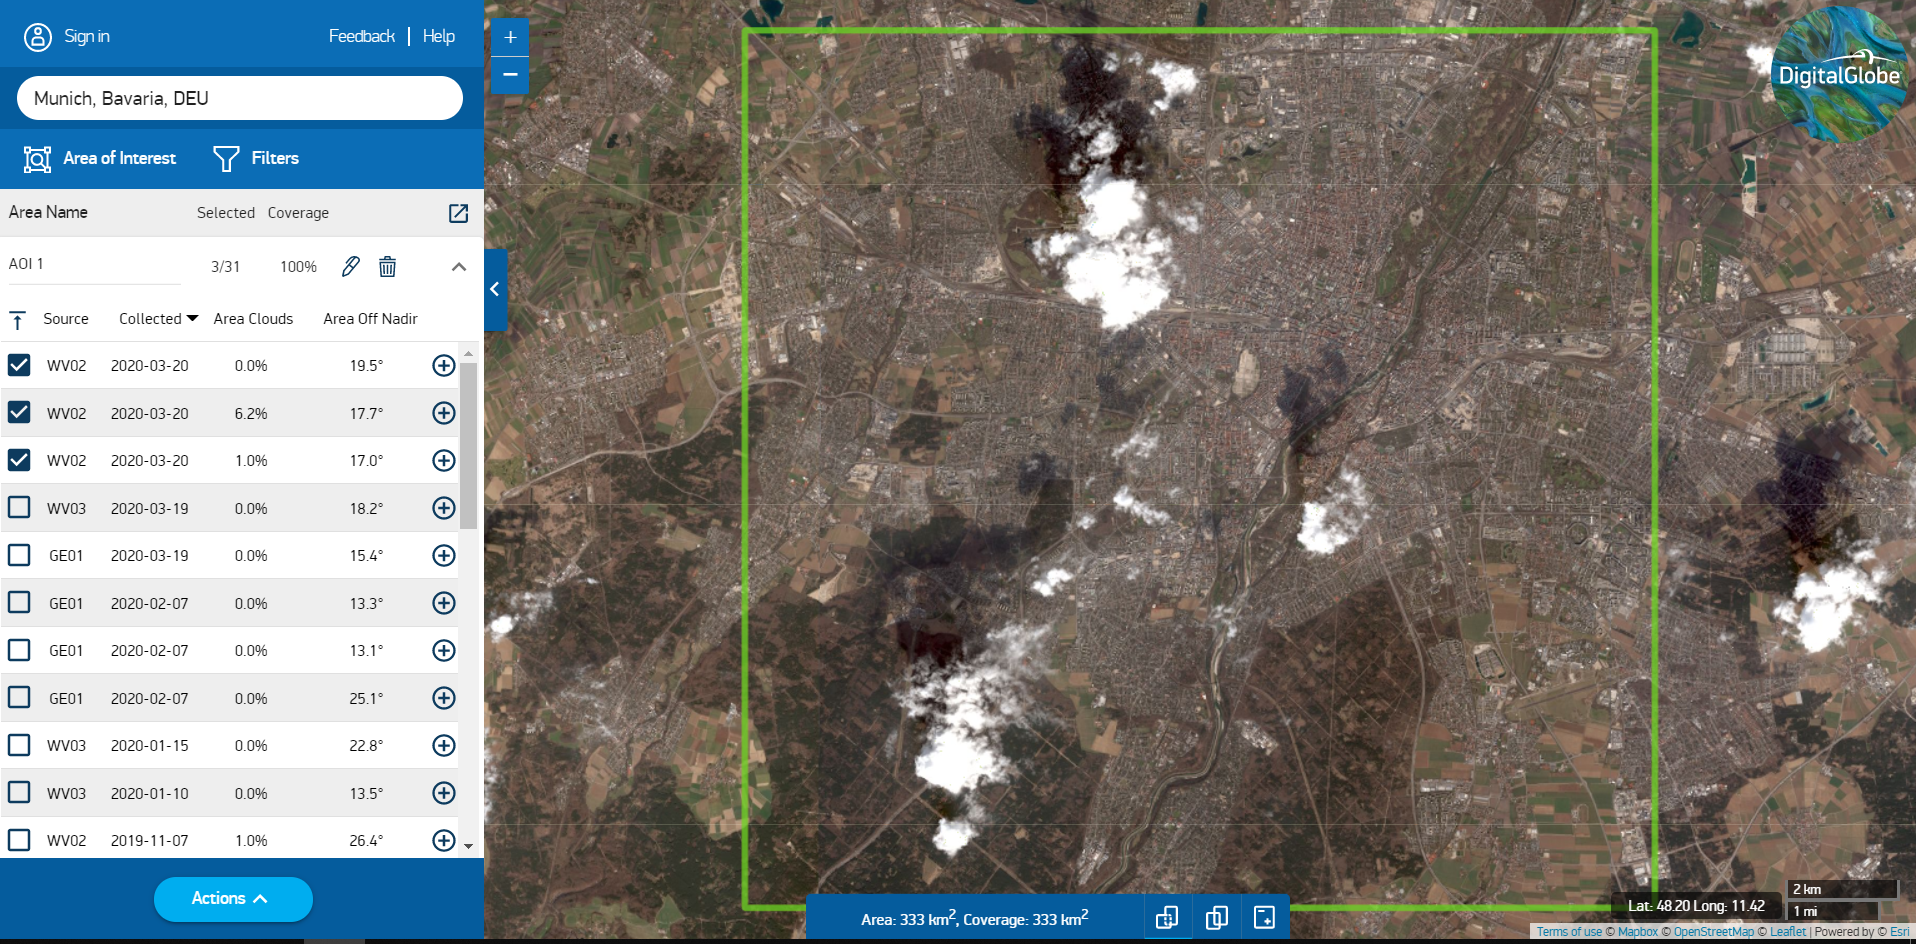 Sign in
Feedback | Help
Munich, Bavaria, DEU
Area of Interest
Filters
Area Name Selected Coverage
AOI 1 3/31 100%
Source Collected Area Clouds Area Off Nadir
WV02 2020-03-20 0.0% 19.5°
WV02 2020-03-20 6.2% 17.7°
WV02 2020-03-20 1.0% 17.0°
WV03 2020-03-19 0.0% 18.2°
GE01 2020-03-19 0.0% 15.4°
GE01 2020-02-07 0.0% 13.3°
GE01 2020-02-07 0.0% 13.1°
GE01 2020-02-07 0.0% 25.1°
WV03 2020-01-15 0.0% 22.8°
WV03 2020-01-10 0.0% 13.5°
WV02 2019-11-07 1.0% 26.4°
Actions
+
−
DigitalGlobe
Area: 333 km², Coverage: 333 km²
Lat: 48.20 Long: 11.42
2 km
1 mi
Terms of use © Mapbox © OpenStreetMap © Leaflet | Powered by © Esri